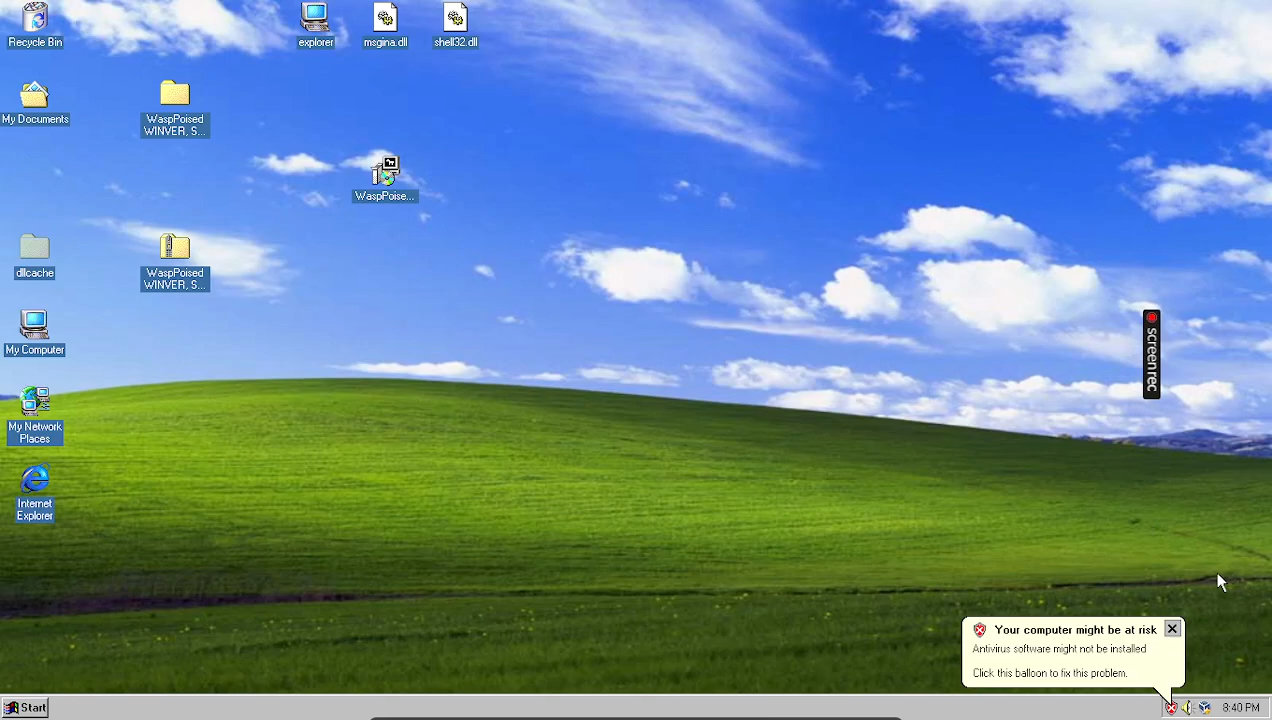 Recycle Bin
explorer
msgina.dll
shell32.dll
My Documents
WaspPoised
WINVER, S...
WaspPoise...
dllcache
WaspPoised
WINVER, S...
My Computer
screenrec
My Network
Places
Internet
Explorer
Your computer might be at risk
Antivirus software might not be installed
Click this balloon to fix this problem.
Start
8:40 PM